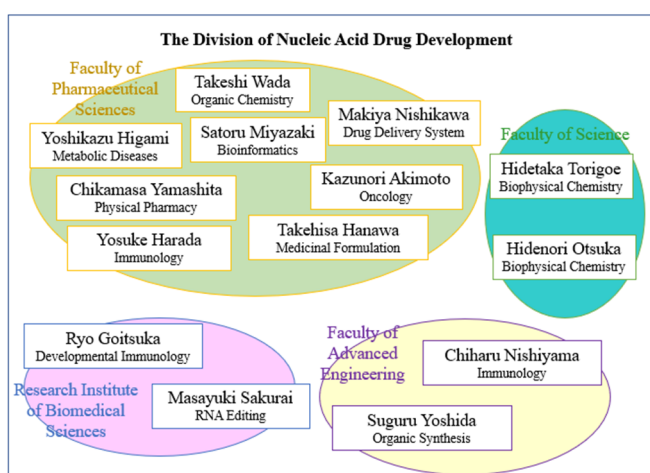 The Division of Nucleic Acid Drug Development
Faculty of
Pharmaceutical
Sciences
Takeshi Wada
Organic Chemistry
Makiya Nishikawa
Drug Delivery System
Yoshikazu Higami
Metabolic Diseases
Satoru Miyazaki
Bioinformatics
Chikamasa Yamashita
Physical Pharmacy
Kazunori Akimoto
Oncology
Yosuke Harada
Immunology
Takehisa Hanawa
Medicinal Formulation
Faculty of Science
Hidetaka Torigoe
Biophysical Chemistry
Hidenori Otsuka
Biophysical Chemistry
Ryo Goitsuka
Developmental Immunology
Research Institute
of Biomedical
Sciences
Masayuki Sakurai
RNA Editing
Faculty of
Advanced
Engineering
Chiharu Nishiyama
Immunology
Suguru Yoshida
Organic Synthesis